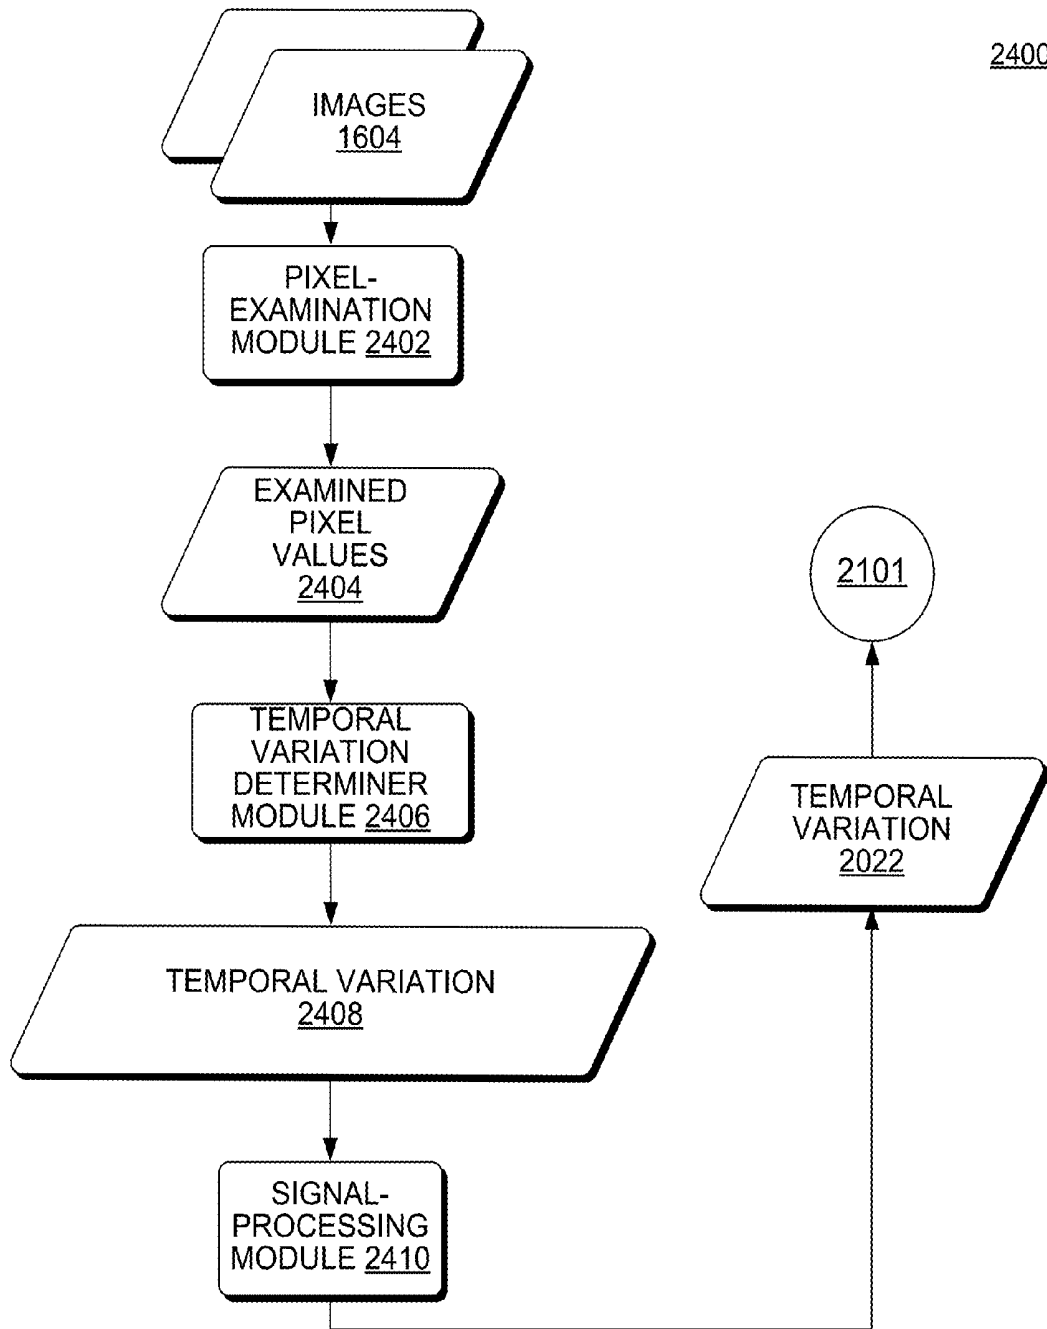 2400
IMAGES
1604
PIXEL-
EXAMINATION
MODULE 2402
EXAMINED
PIXEL
VALUES
2404
TEMPORAL
VARIATION
DETERMINER
MODULE 2406
TEMPORAL VARIATION
2408
SIGNAL-
PROCESSING
MODULE 2410
TEMPORAL
VARIATION
2022
2101